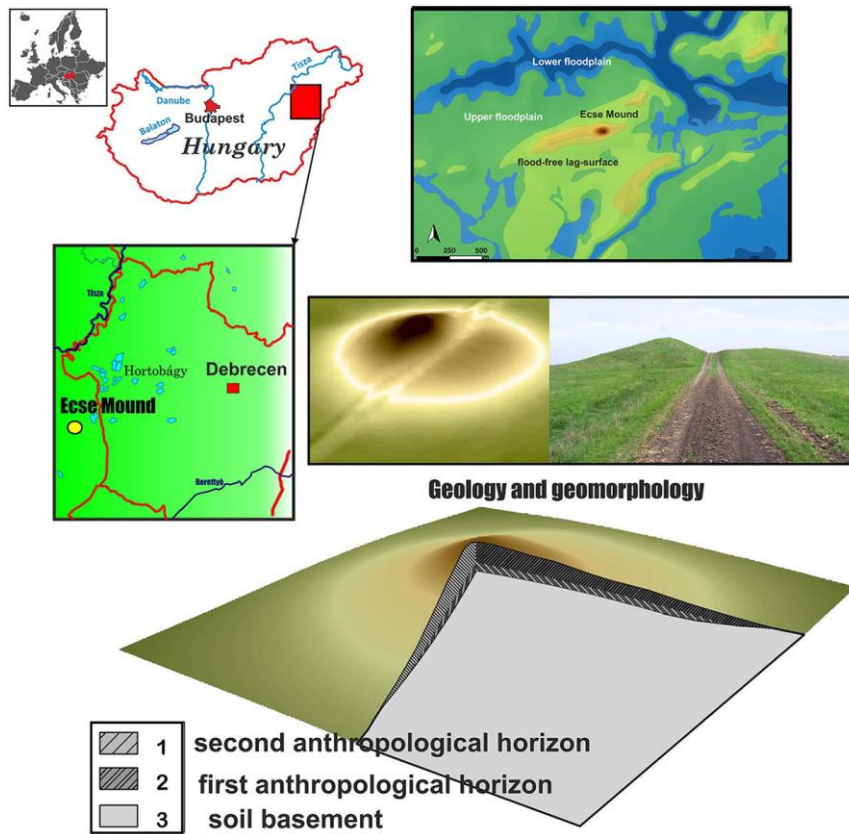 Tisza
Danube
Budapest
Balaton
Hungary
Lower floodplain
Ecse Mound
Upper floodplain
flood-free lag-surface
0 250 500
Tisza
Hortobágy
Debrecen
Ecse Mound
Berettyó
Geology and geomorphology
1 second anthropological horizon
2 first anthropological horizon
3 soil basement